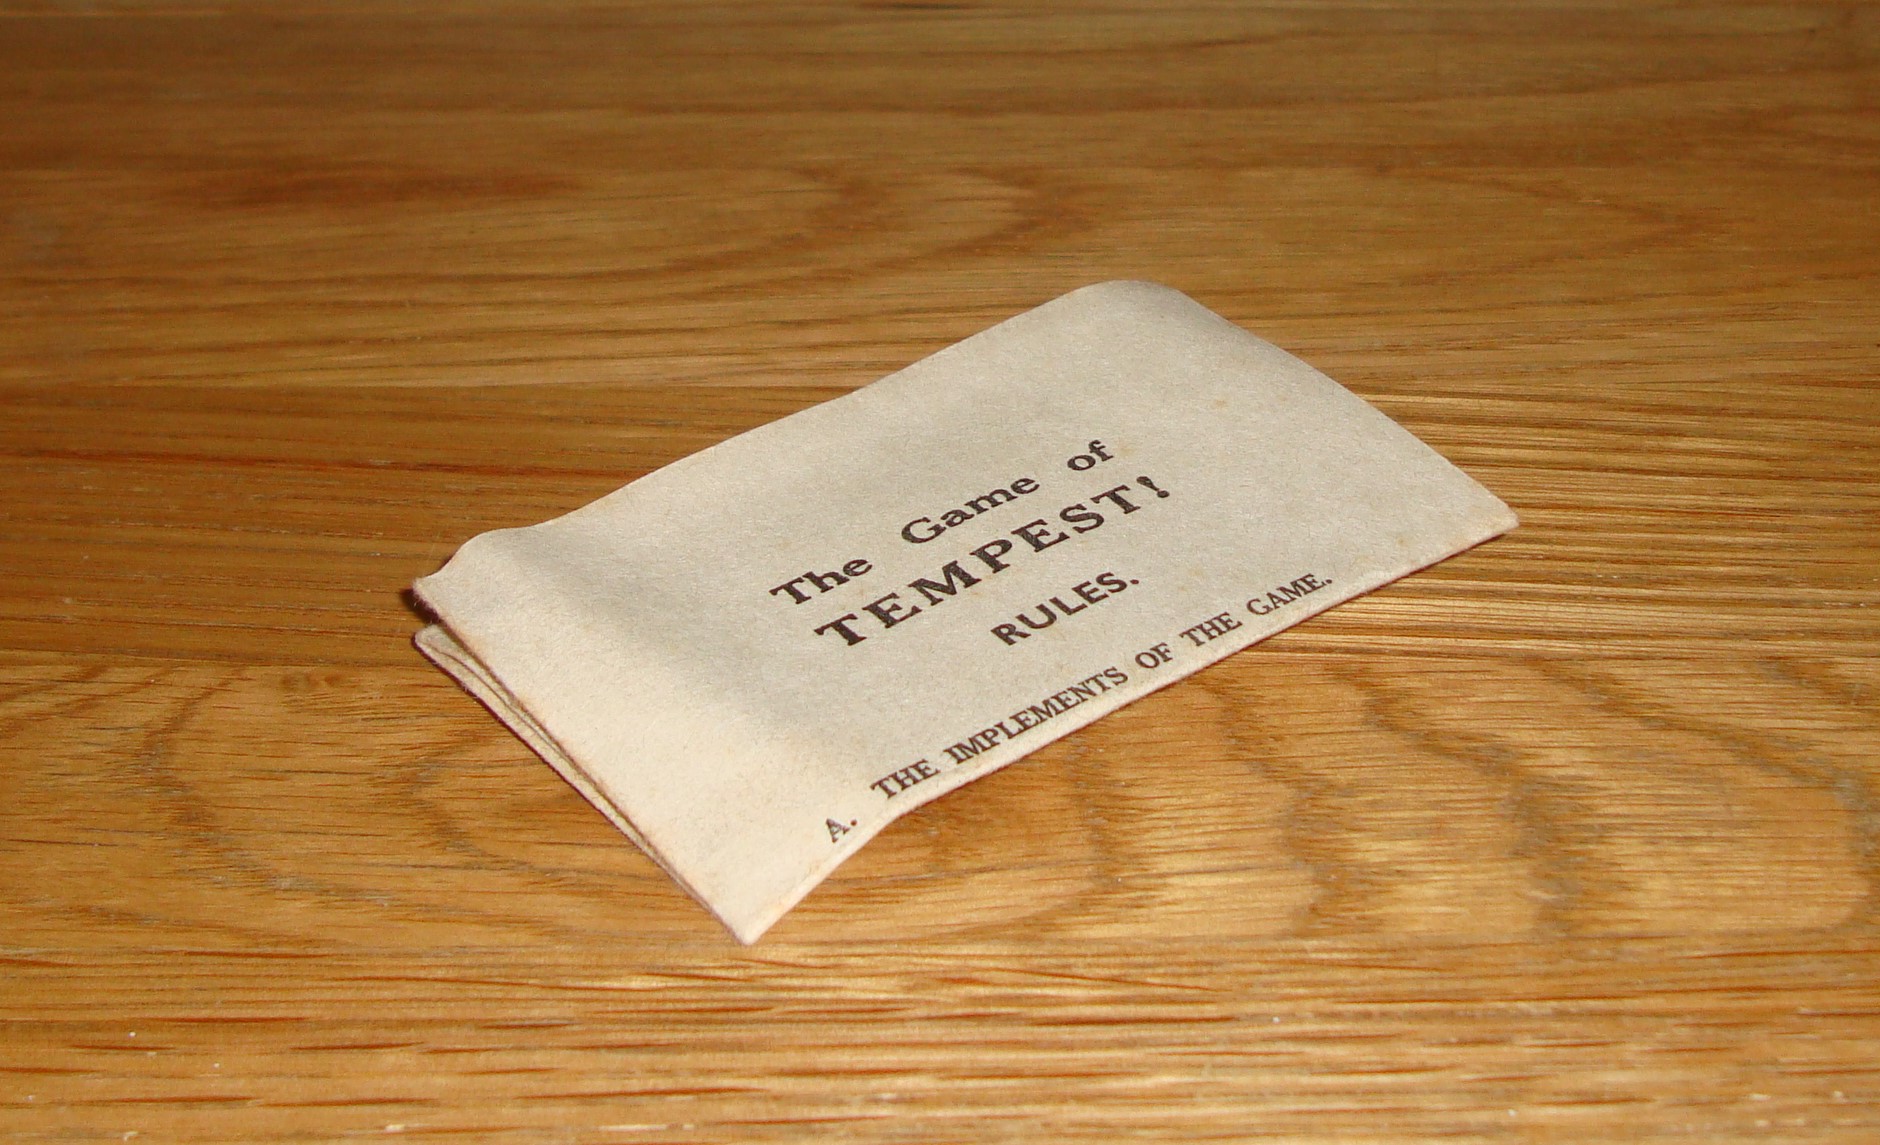 The Game of
TEMPEST!
RULES.
A. THE IMPLEMENTS OF THE GAME.